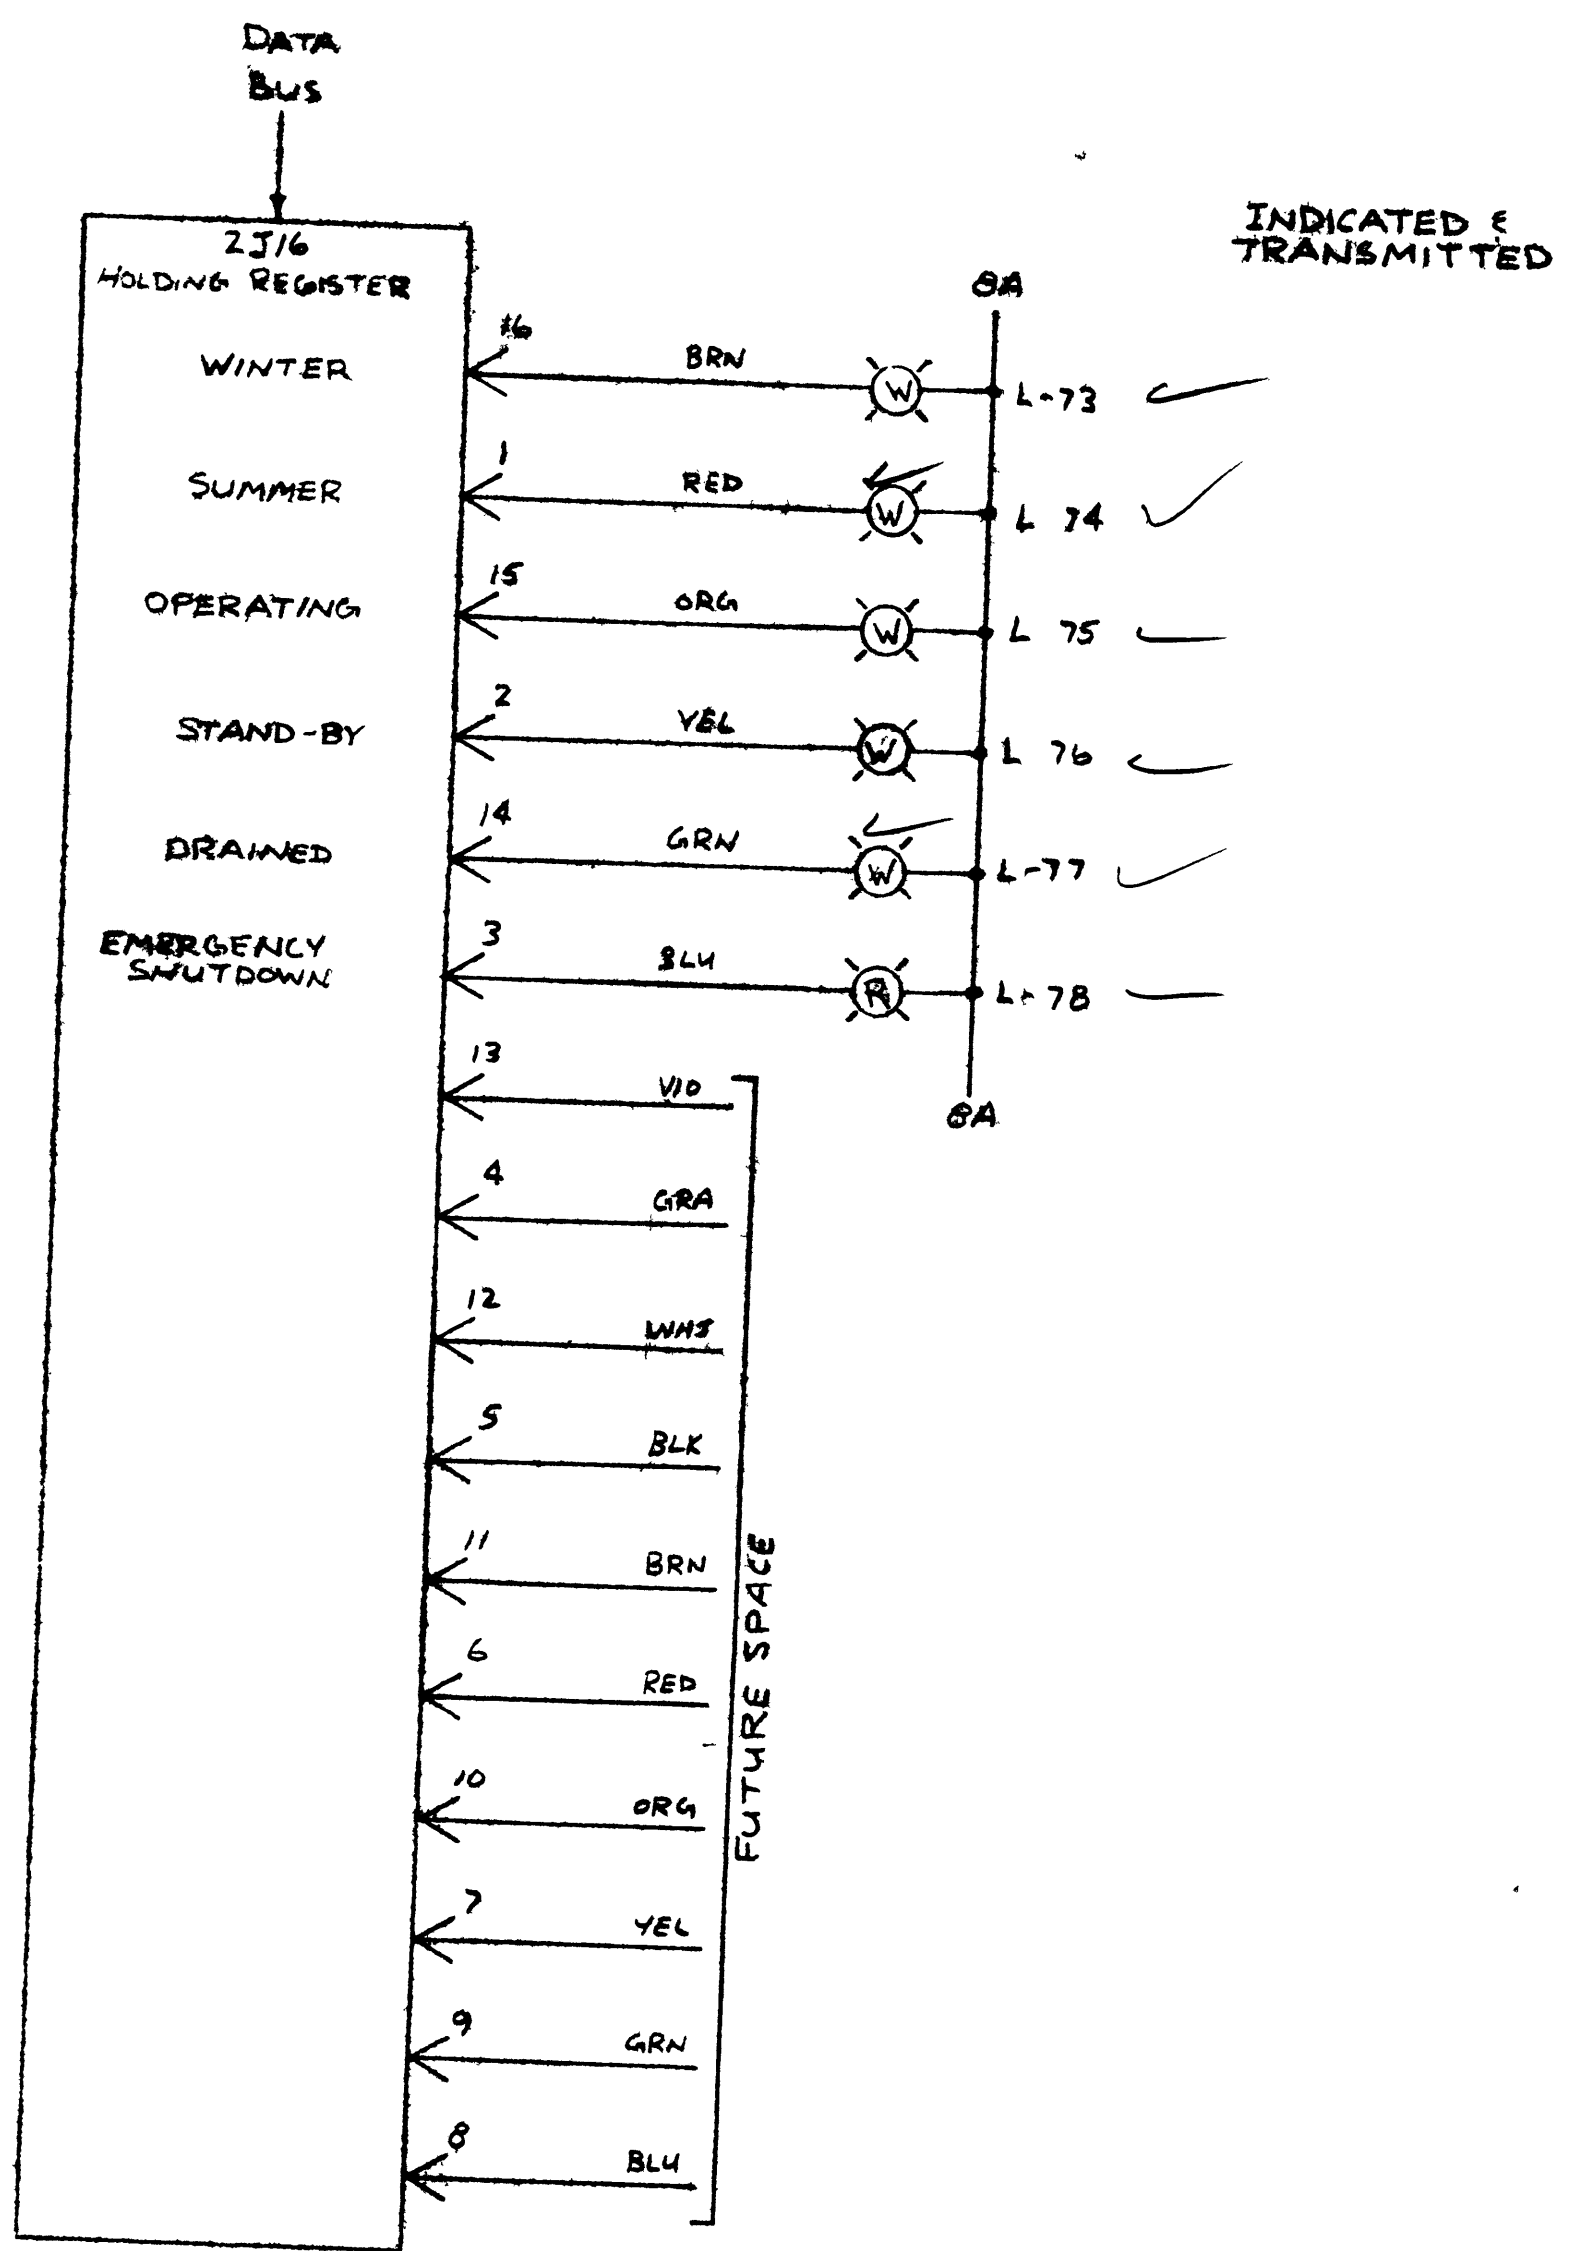 DATA
BUS
INDICATED &
TRANSMITTED
2J16
HOLDING REGISTER
8A
WINTER 16 BRN W L-73
SUMMER 1 RED W L 74
OPERATING 15 ORG W L 75
STAND-BY 2 YEL W L 76
DRAINED 14 GRN W L-77
EMERGENCY
SHUTDOWN 3 BLU R L-78
13 VIO
8A
4 GRA
12 WHI
5 BLK
11 BRN
6 RED
10 ORG
7 YEL
9 GRN
8 BLU
FUTURE SPACE